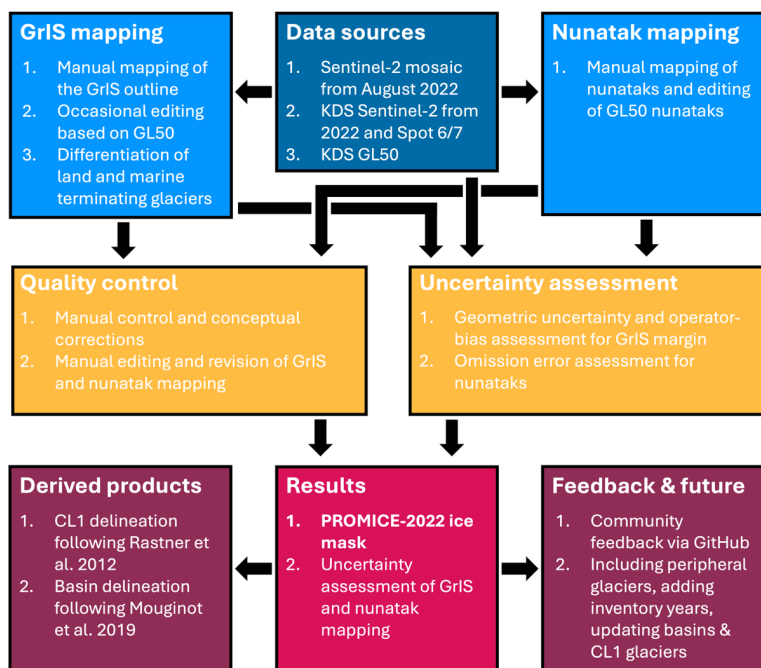 GrIS mapping
1. Manual mapping of
the GrIS outline
2. Occasional editing
based on GL50
3. Differentiation of
land and marine
terminating glaciers
Data sources
1. Sentinel-2 mosaic
from August 2022
2. KDS Sentinel-2 from
2022 and Spot 6/7
3. KDS GL50
Nunatak mapping
1. Manual mapping of
nunataks and editing
of GL50 nunataks
Quality control
1. Manual control and conceptual
corrections
2. Manual editing and revision of GrIS
and nunatak mapping
Uncertainty assessment
1. Geometric uncertainty and operator-
bias assessment for GrIS margin
2. Omission error assessment for
nunataks
Derived products
1. CL1 delineation
following Rastner et
al. 2012
2. Basin delineation
following Mouginot
et al. 2019
Results
1. PROMICE-2022 ice
mask
2. Uncertainty
assessment of GrIS
and nunatak
mapping
Feedback & future
1. Community
feedback via GitHub
2. Including peripheral
glaciers, adding
inventory years,
updating basins &
CL1 glaciers